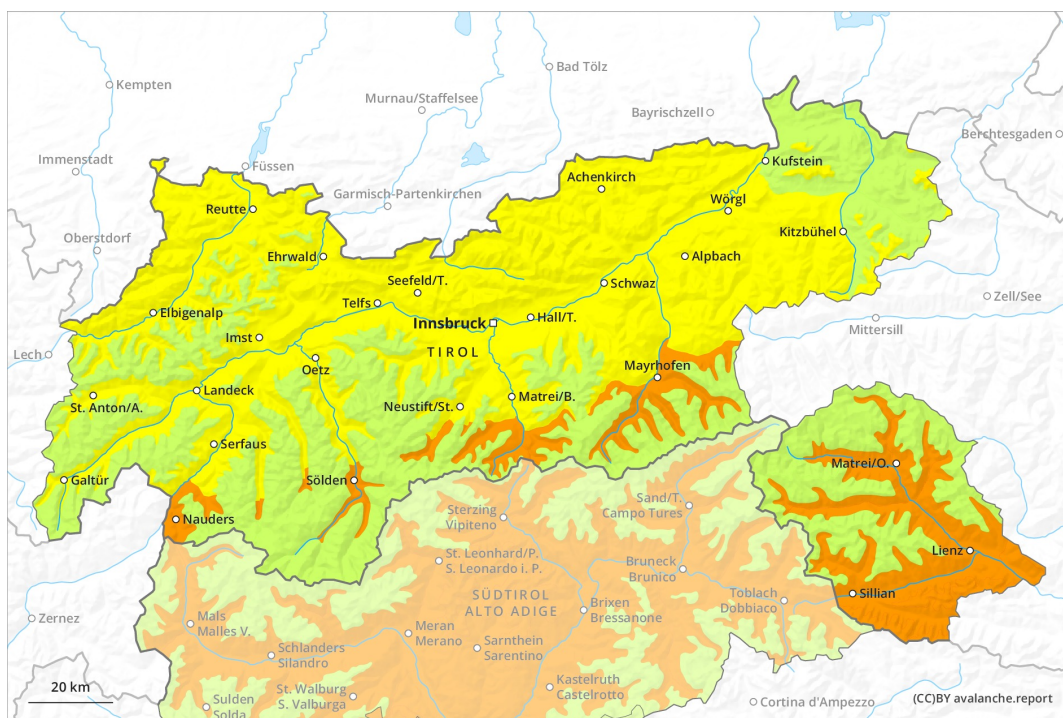 Kempten
Bad Tölz
Murnau/Staffelsee
Bayrischzell
Berchtesgaden
Immenstadt
Füssen
Kufstein
Achenkirch
Garmisch-Partenkirchen
Reutte
Wörgl
Oberstdorf
Kitzbühel
Ehrwald
Alpbach
Seefeld/T.
Schwaz
Zell/See
Telfs
Elbigenalp
Hall/T.
Innsbruck
Mittersill
Imst
TIROL
Lech
Mayrhofen
Oetz
Landeck
Matrei/B.
St. Anton/A.
Neustift/St.
Serfaus
Matrei/O.
Galtür
Sölden
Sand/T.
Campo Tures
Sterzing
Vipiteno
Nauders
Lienz
St. Leonhard/P.
S. Leonardo i. P.
Bruneck
Brunico
Sillian
SÜDTIROL
ALTO ADIGE
Toblach
Dobbiaco
Brixen
Bressanone
Zernez
Mals
Malles V.
Meran
Merano
Sarnthein
Sarentino
Schlanders
Silandro
20 km
St. Walburg
S. Valburga
Kastelruth
Castelrotto
Sulden
Solda
Cortina d'Ampezzo
(CC)BY avalanche.report